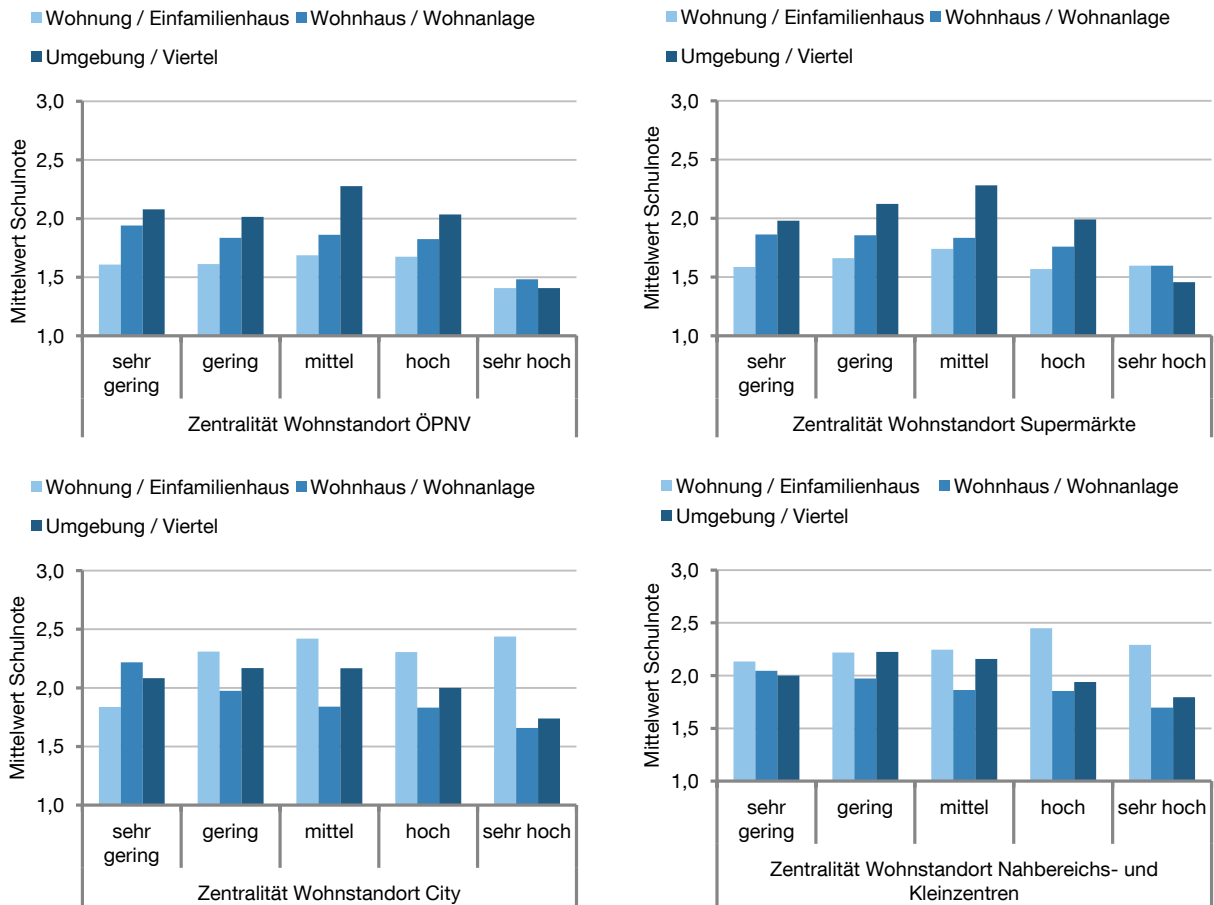 Wohnung / Einfamilienhaus Wohnhaus / Wohnanlage
Umgebung / Viertel
Mittelwert Schulnote
3,0
2,5
2,0
1,5
1,0
sehr gering
gering
mittel
hoch
sehr hoch
Zentralität Wohnstandort ÖPNV
Wohnung / Einfamilienhaus Wohnhaus / Wohnanlage
Umgebung / Viertel
Mittelwert Schulnote
3,0
2,5
2,0
1,5
1,0
sehr
gering
gering
mittel
hoch
sehr hoch
Zentralität Wohnstandort Supermärkte
Wohnung / Einfamilienhaus Wohnhaus / Wohnanlage
Umgebung / Viertel
Mittelwert Schulnote
3,0
2,5
2,0
1,5
1,0
sehr
gering
gering
mittel
hoch
sehr hoch
Zentralität Wohnstandort City
Wohnung / Einfamilienhaus Wohnhaus / Wohnanlage
Umgebung / Viertel
Mittelwert Schulnote
3,0
2,5
2,0
1,5
1,0
sehr
gering
gering
mittel
hoch
sehr hoch
Zentralität Wohnstandort Nahbereichs- und
Kleinzentren